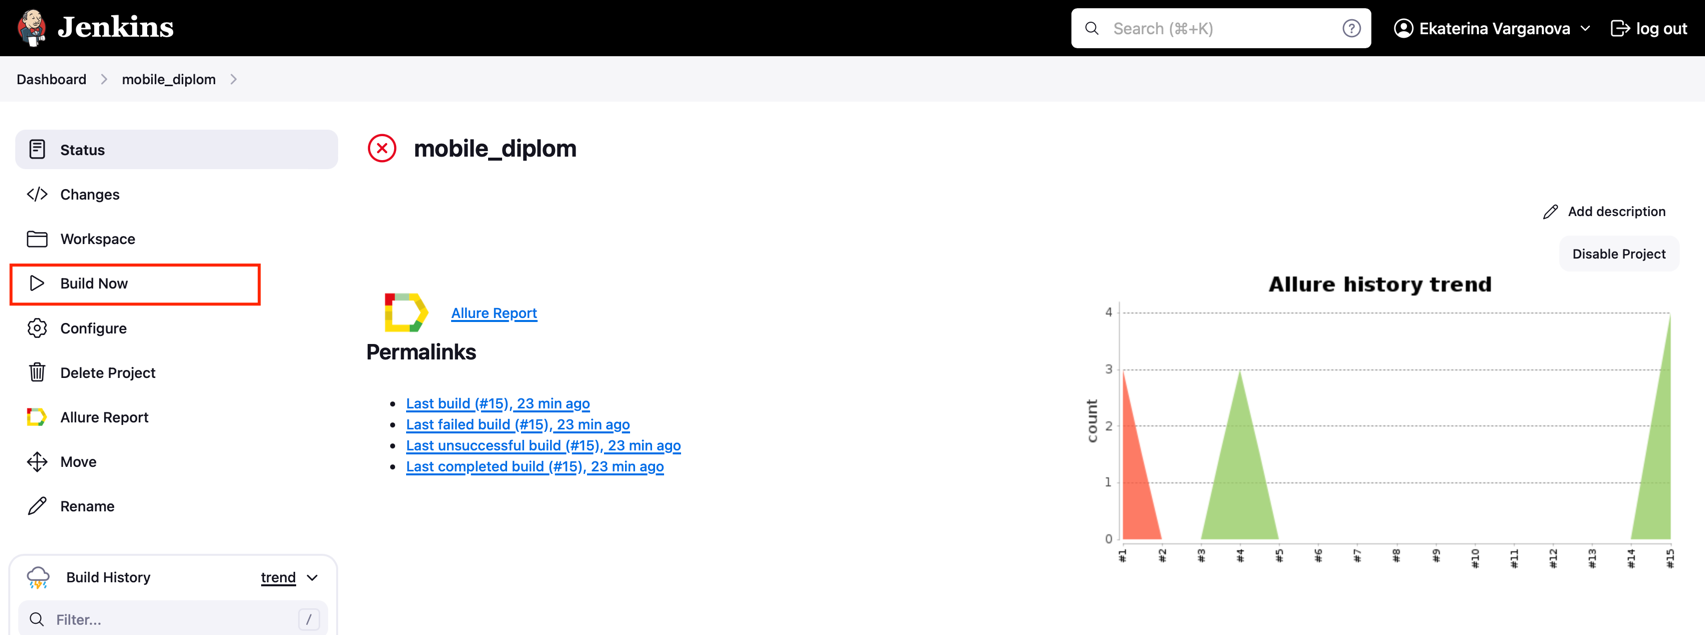 Jenkins
Search (⌘+K)
Ekaterina Varganova
log out
Dashboard
mobile_diplom
Status
Changes
Workspace
Build Now
Configure
Delete Project
Allure Report
Move
Rename
Build History
trend
Filter...
/
mobile_diplom
Add description
Disable Project
Allure Report
Permalinks
Last build (#15), 23 min ago
Last failed build (#15), 23 min ago
Last unsuccessful build (#15), 23 min ago
Last completed build (#15), 23 min ago
Allure history trend
count
4
3
2
1
0
#1
#2
#3
#4
#5
#6
#7
#8
#9
#10
#11
#12
#13
#14
#15